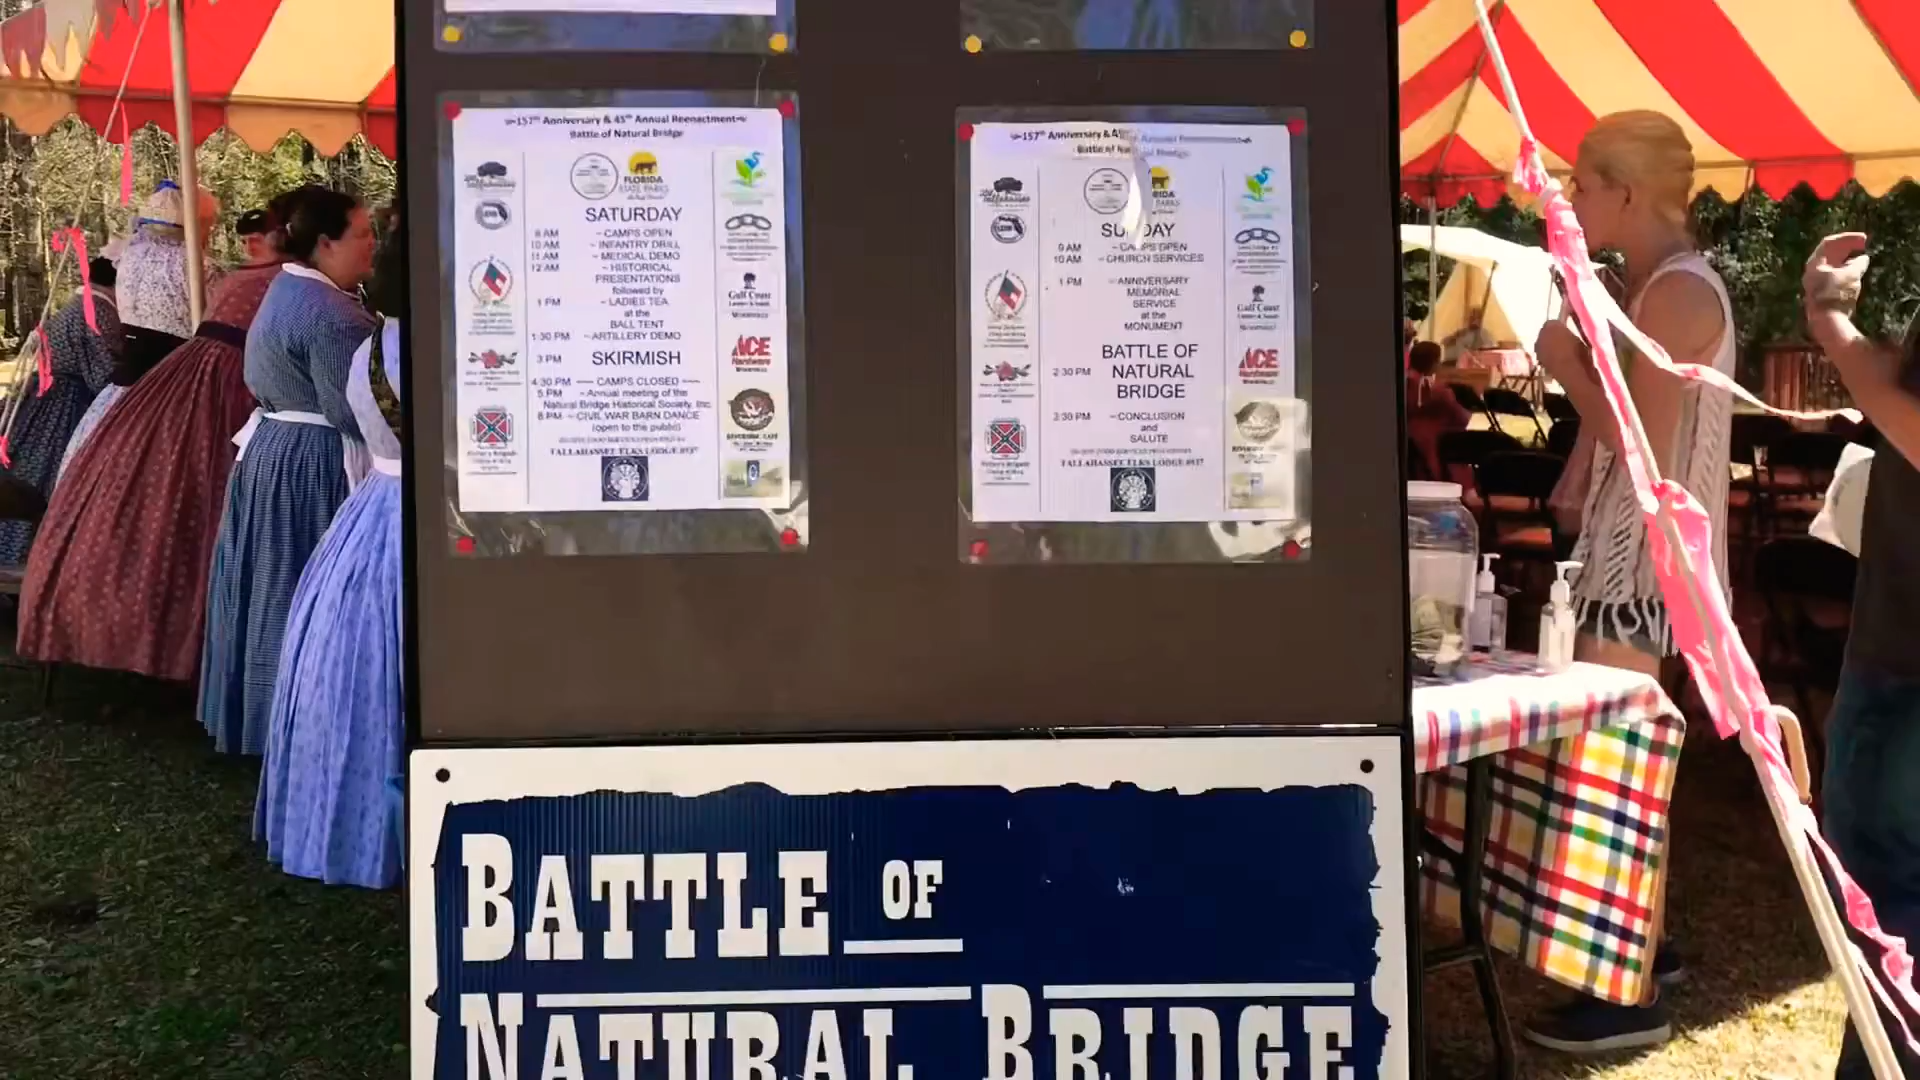 157th Anniversary & 45th Annual Reenactment
Battle of Natural Bridge
FLORIDA
STATE PARKS
SATURDAY
9 AM ~ CAMPS OPEN
10 AM ~ INFANTRY DRILL
11 AM ~ MEDICAL DEMO
12 AM ~ HISTORICAL
PRESENTATIONS
followed by
1 PM ~ LADIES TEA
at the
BALL TENT
1:30 PM ~ ARTILLERY DEMO
3 PM SKIRMISH
4:30 PM CAMPS CLOSED
5 PM ~ Annual meeting of the
Natural Bridge Historical Society, Inc.
8 PM ~ CIVIL WAR BARN DANCE
(open to the public)
TALLAHASSEE ELKS LODGE #937
Gulf Coast
ACE
Hardware
157th Anniversary & 45th Annual Reenactment
SUNDAY
9 AM ~ CAMPS OPEN
10 AM ~ CHURCH SERVICES
1 PM ~ ANNIVERSARY
MEMORIAL
SERVICE
at the
MONUMENT
BATTLE OF
2:30 PM NATURAL
BRIDGE
3:30 PM ~ CONCLUSION
and
SALUTE
TALLAHASSEE ELKS LODGE #937
Gulf Coast
ACE
Hardware
BATTLE OF
NATURAL BRIDGE